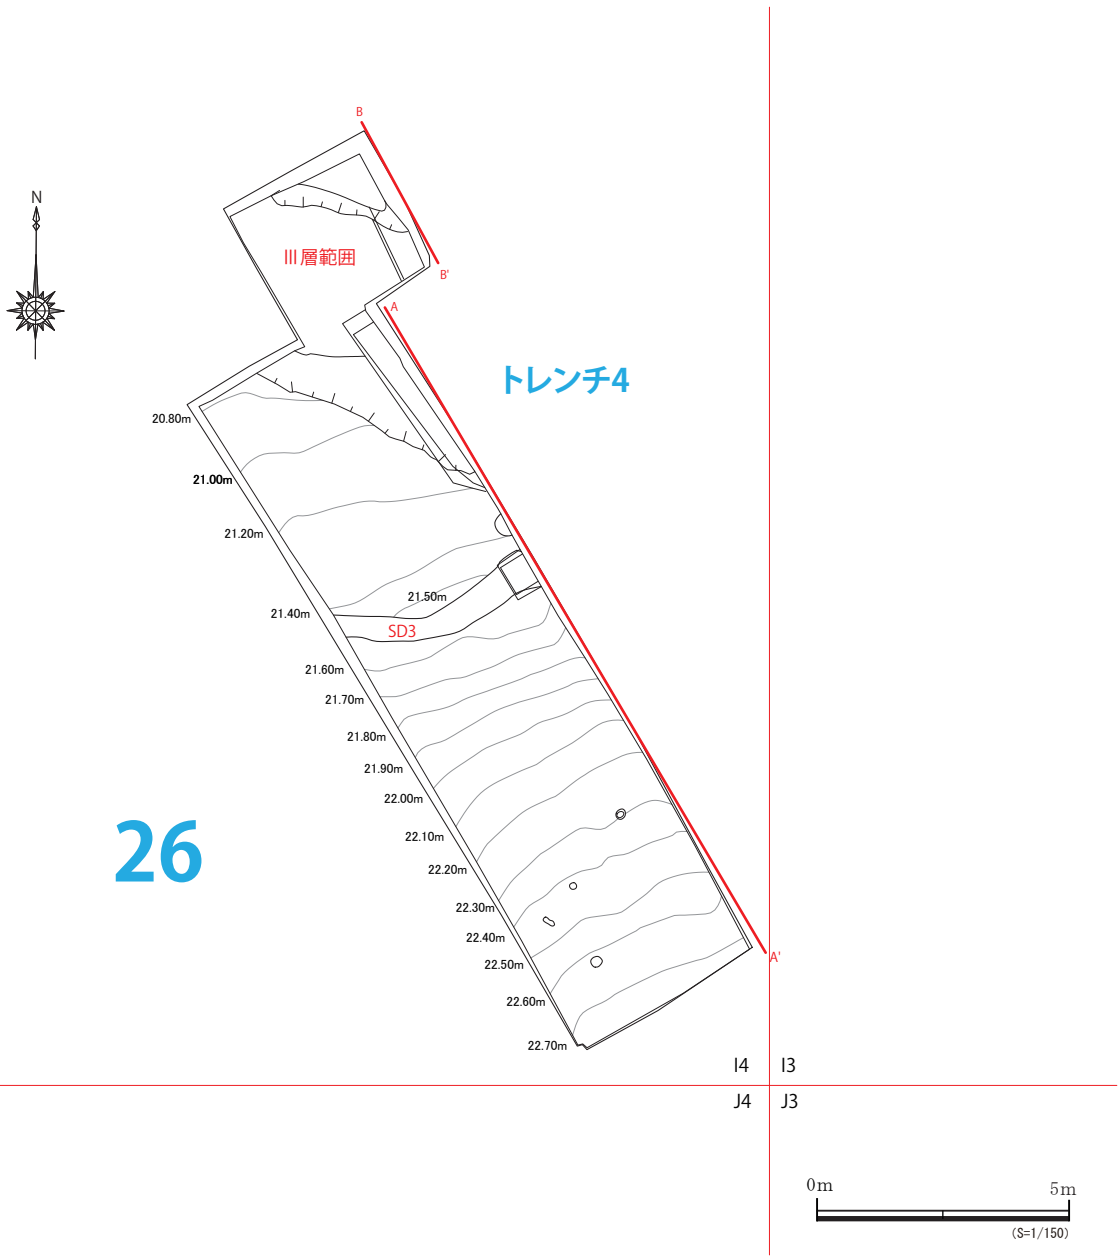 B
N
III層範囲
B'
A
トレンチ4
20.80m
21.00m
21.20m
21.50m
21.40m
SD3
21.60m
21.70m
21.80m
21.90m
22.00m
26
22.10m
22.20m
22.30m
22.40m
22.50m
A'
22.60m
22.70m
I4 I3
J4 J3
0m 5m
(S=1/150)